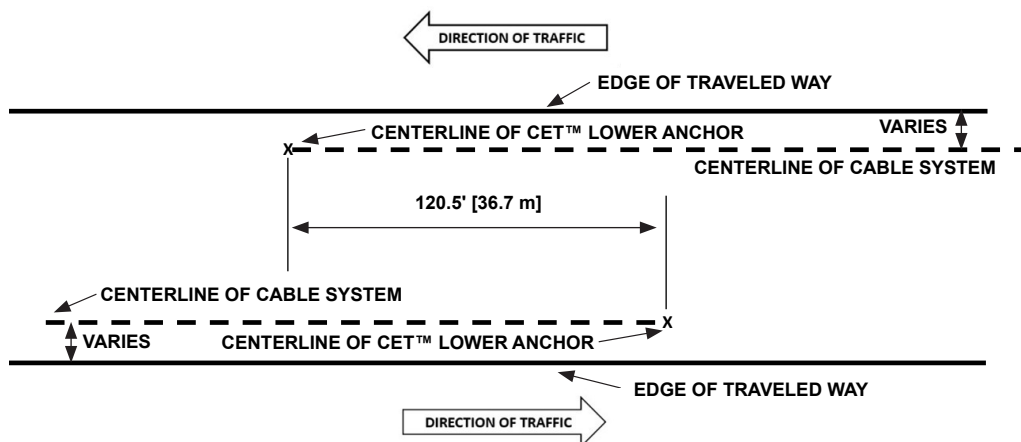 DIRECTION OF TRAFFIC
EDGE OF TRAVELED WAY
CENTERLINE OF CET™ LOWER ANCHOR
VARIES
X
CENTERLINE OF CABLE SYSTEM
120.5' [36.7 m]
CENTERLINE OF CABLE SYSTEM
X
VARIES
CENTERLINE OF CET™ LOWER ANCHOR
EDGE OF TRAVELED WAY
DIRECTION OF TRAFFIC